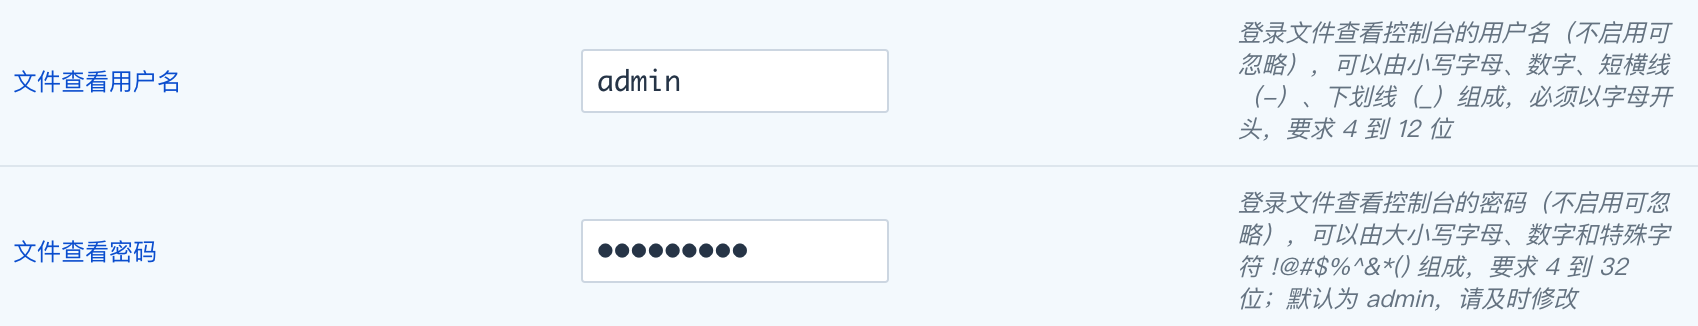 登录文件查看控制台的用户名（不启用可
忽略），可以由小写字母、数字、短横线
（-）、下划线（_）组成，必须以字母开
头，要求 4 到 12 位
文件查看用户名
admin
登录文件查看控制台的密码（不启用可忽
略），可以由大小写字母、数字和特殊字
符 !@#$%^&*() 组成，要求 4 到 32
位；默认为 admin，请及时修改
文件查看密码
●●●●●●●●●